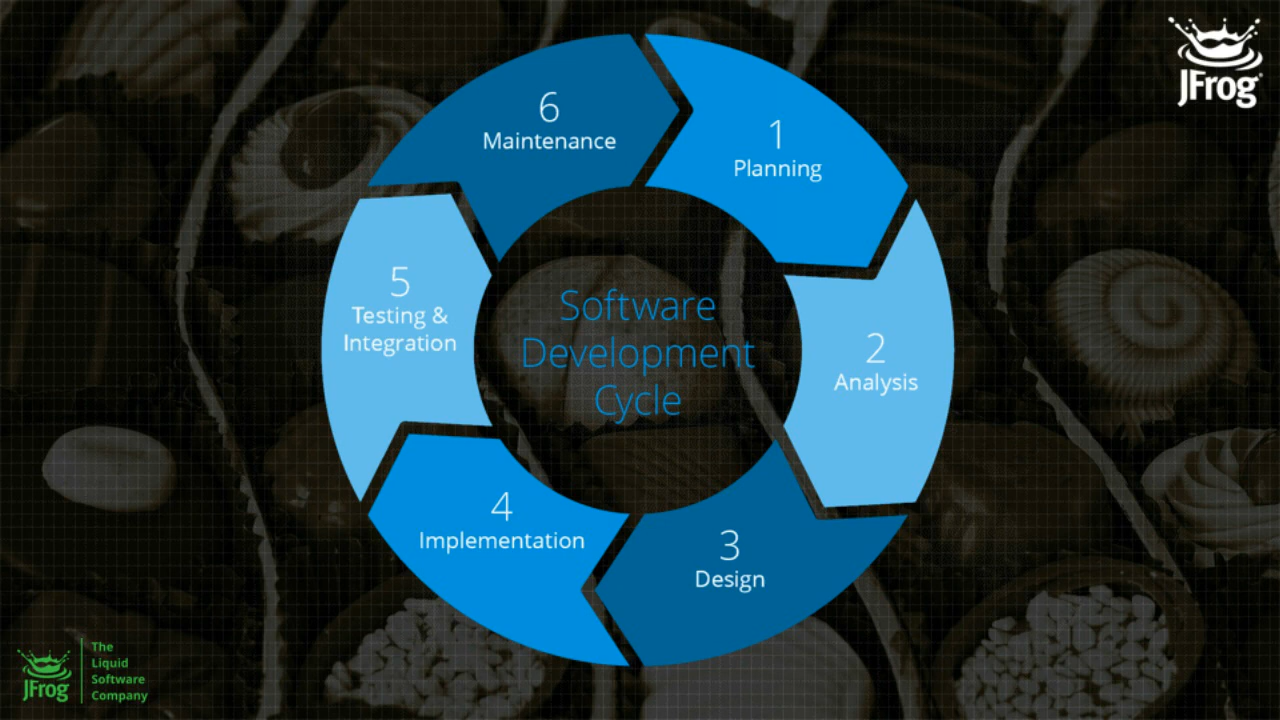 JFrog
6
Maintenance
1
Planning
5
Testing &
Integration
Software
Development
Cycle
2
Analysis
4
Implementation
3
Design
JFrog
The
Liquid
Software
Company